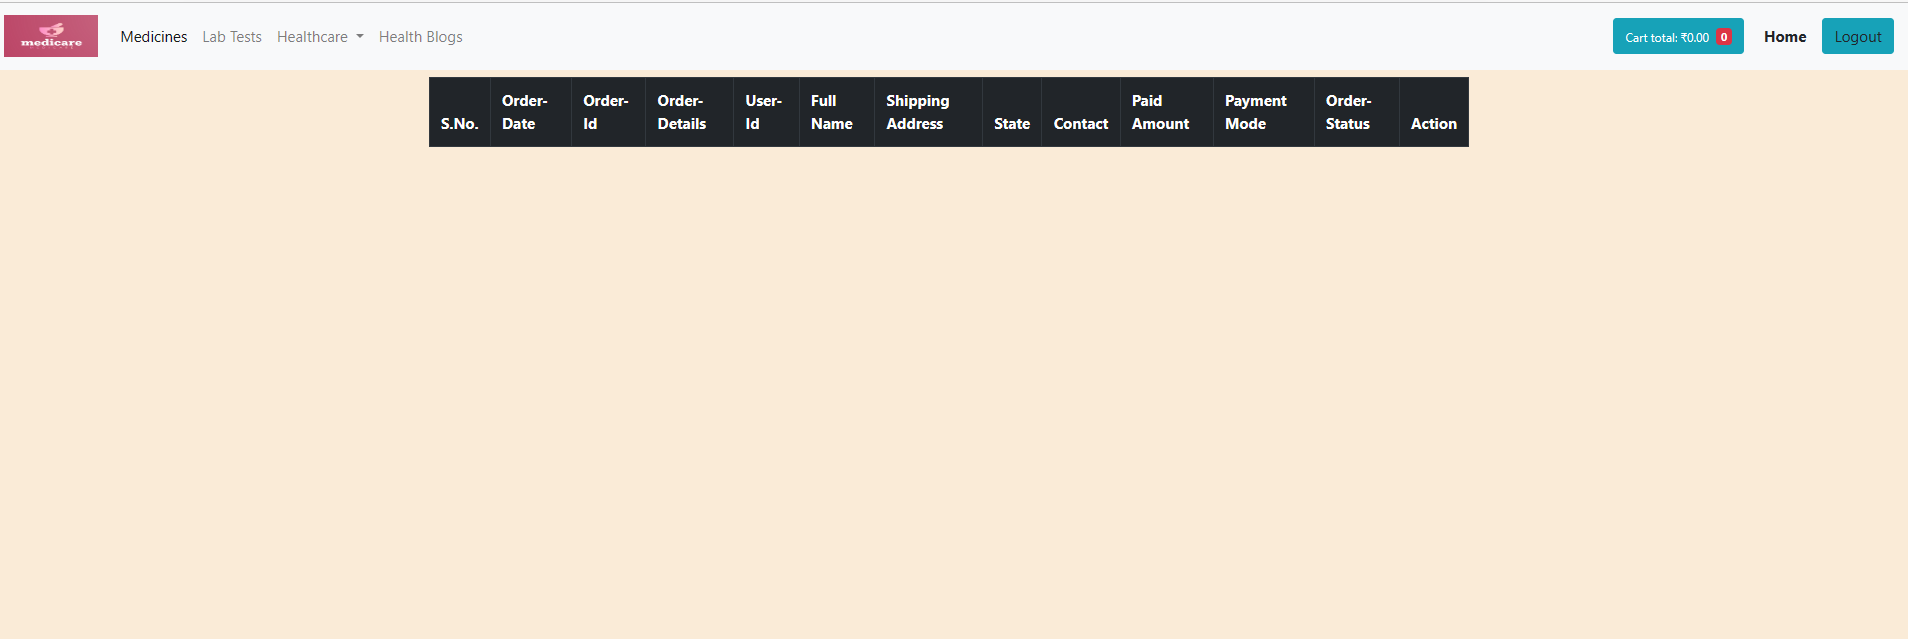 medicare
Medicines Lab Tests Healthcare Health Blogs Cart total: ₹0.00 0 Home Logout
S.No. Order-Date Order-Id Order-Details User-Id Full Name Shipping Address State Contact Paid Amount Payment Mode Order-Status Action